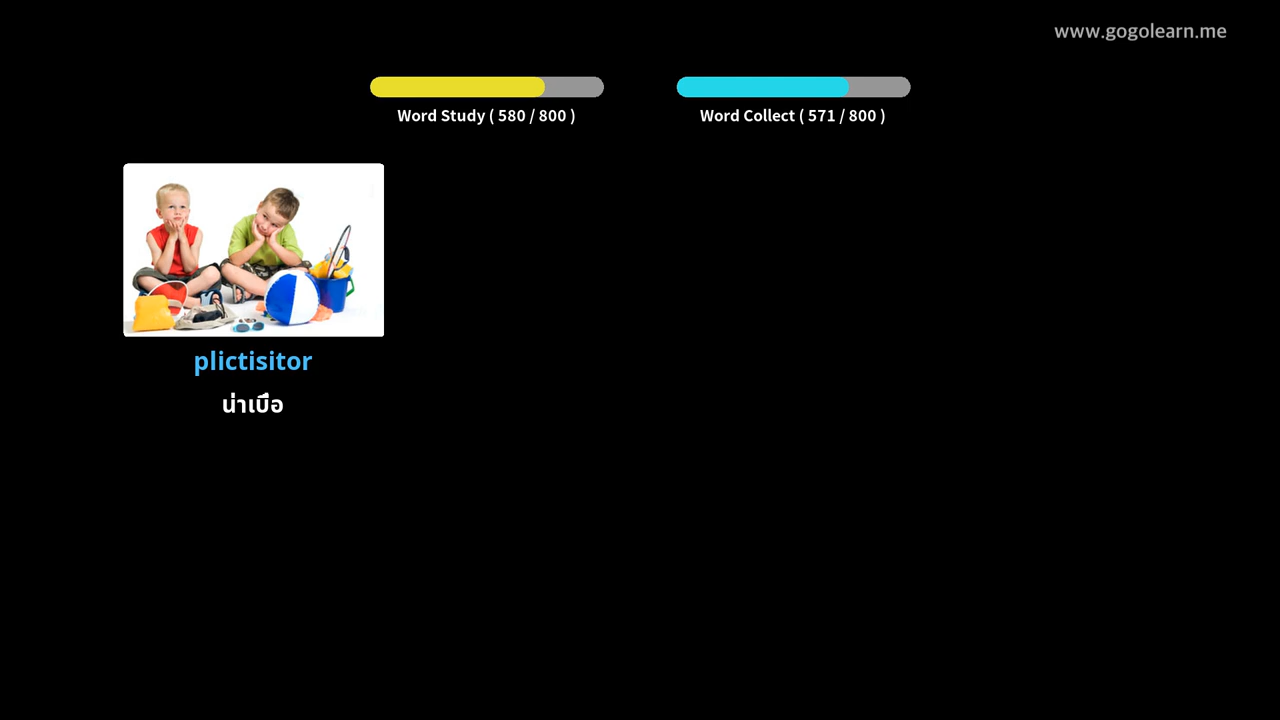 www.gogolearn.me
Word Study ( 580 / 800 )
Word Collect ( 571 / 800 )
plictisitor
น่าเบื่อ